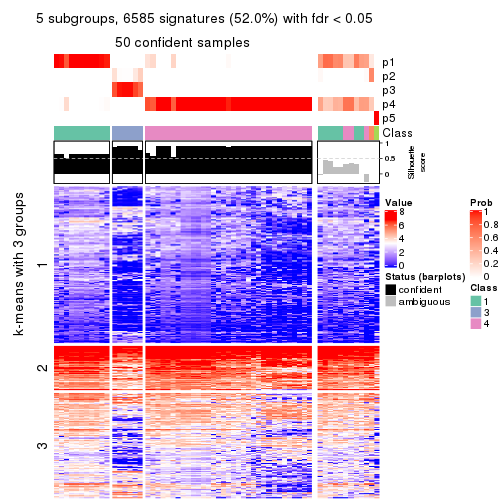 5 subgroups, 6585 signatures (52.0%) with fdr < 0.05
50 confident samples
p1
p2
p3
p4
p5
Class
1
0.5
0
Silhouette
score
k-means with 3 groups
1
2
3
Value
8
6
4
2
0
Status (barplots)
confident
ambiguous
Prob
1
0.8
0.6
0.4
0.2
0
Class
1
3
4